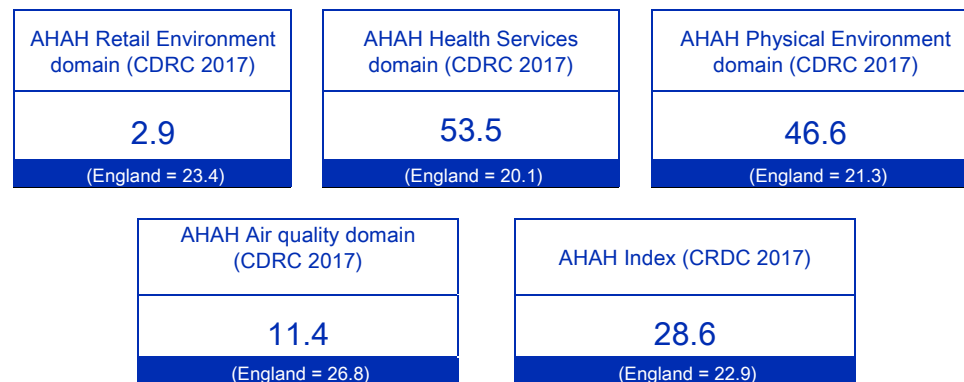 AHAH Retail Environment
domain (CDRC 2017)
2.9
(England = 23.4)
AHAH Health Services
domain (CDRC 2017)
53.5
(England = 20.1)
AHAH Physical Environment
domain (CDRC 2017)
46.6
(England = 21.3)
AHAH Air quality domain
(CDRC 2017)
11.4
(England = 26.8)
AHAH Index (CRDC 2017)
28.6
(England = 22.9)